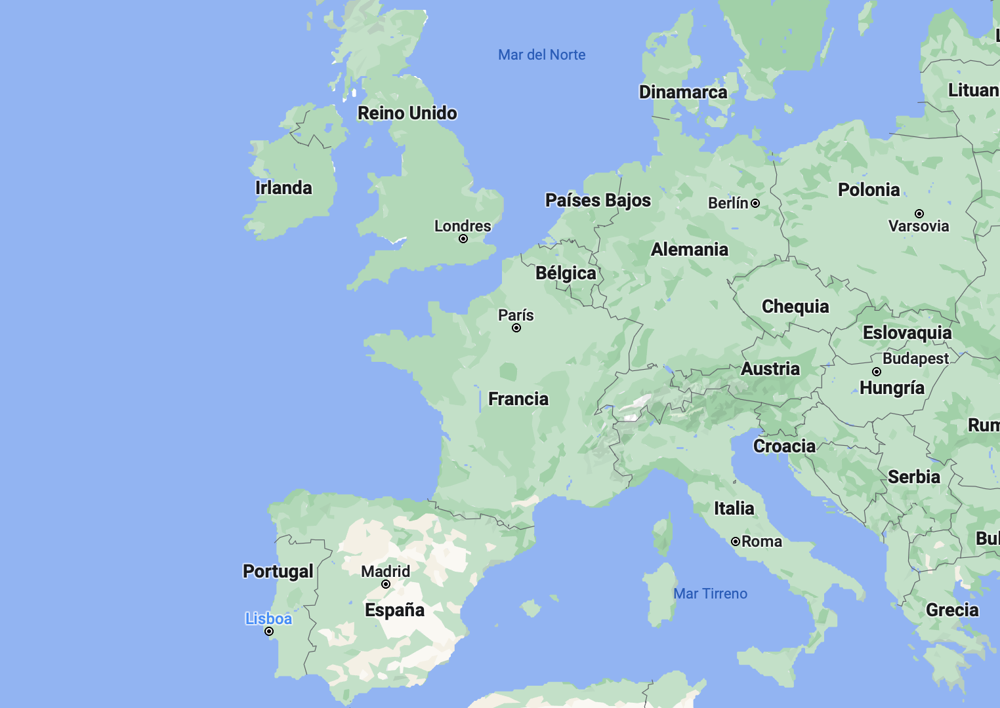 Mar del Norte
Dinamarca
Lituan
Reino Unido
Irlanda
Países Bajos
Berlín
Polonia
Varsovia
Londres
Alemania
Bélgica
Chequia
París
Eslovaquia
Budapest
Austria
Hungría
Francia
Rum
Croacia
Serbia
Italia
Bul
Roma
Portugal
Madrid
Mar Tirreno
España
Grecia
Lisboa